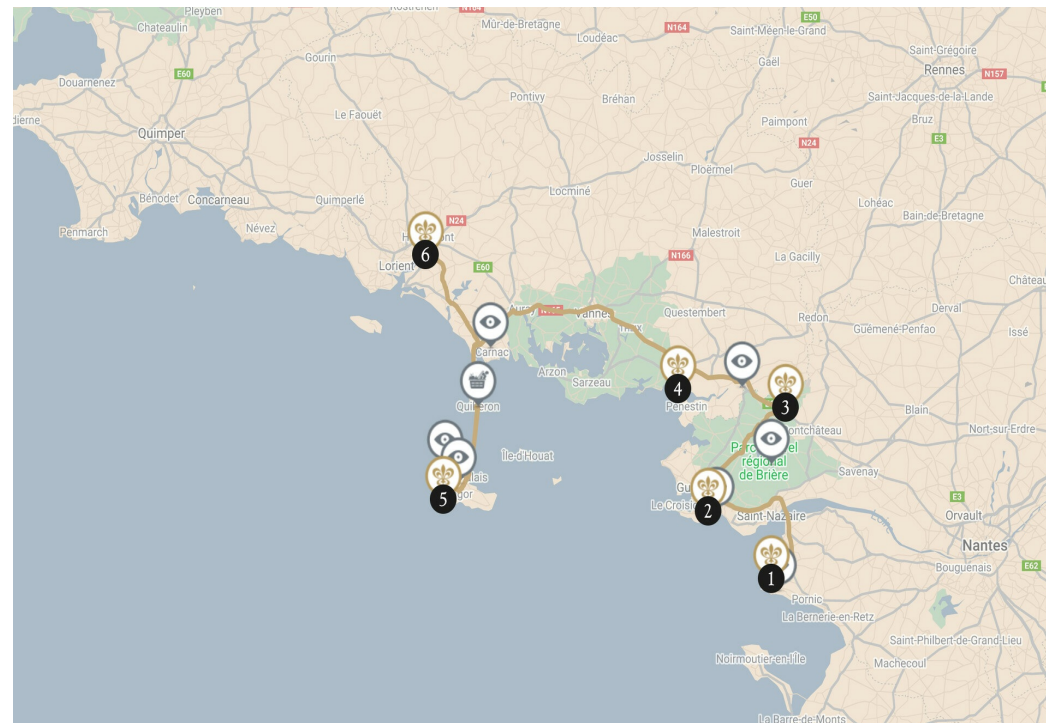 Pleyben
Rostrenen
N164
Mûr-de-Bretagne
E50
Chateaulin
Loudéac
N164
Saint-Méen-le-Grand
Gourin
Saint-Grégoire
E60
Gaël
Rennes
N157
Douarnenez
Pontivy
Bréhan
Saint-Jacques-de-la-Lande
Le Faouët
Paimpont
Bruz
Quimper
E3
N24
Josselin
Ploërmel
Guer
Locminé
Bénodet
Concarneau
Quimperlé
Lohéac
Névez
N24
Bain-de-Bretagne
Penmarch
Malestroit
6
N166
La Gacilly
Lorient
E60
Questembert
Redon
Derval
Guémené-Penfao
Issé
Carnac
Arzon
Sarzeau
4
Pénestin
3
Quiberon
Blain
Nort-sur-Erdre
Île-d'Houat
régional
de Brière
Savenay
5
2
E3
Orvault
Saint-Nazaire
Nantes
1
Bouguenais
E62
Pornic
La Bernerie-en-Retz
Saint-Philbert-de-Grand-Lieu
Noirmoutier-en-l'Île
Machecoul
La Barre-de-Monts